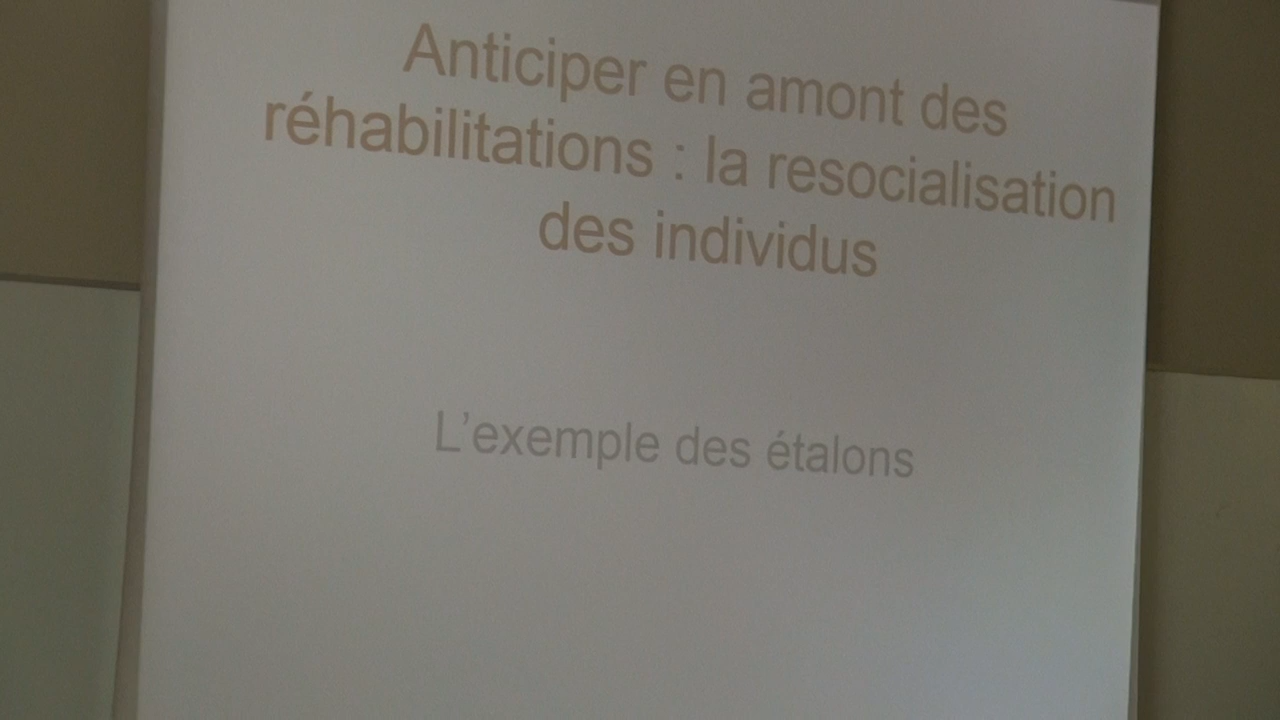 Anticiper en amont des
réhabilitations : la resocialisation
des individus
L'exemple des étalons